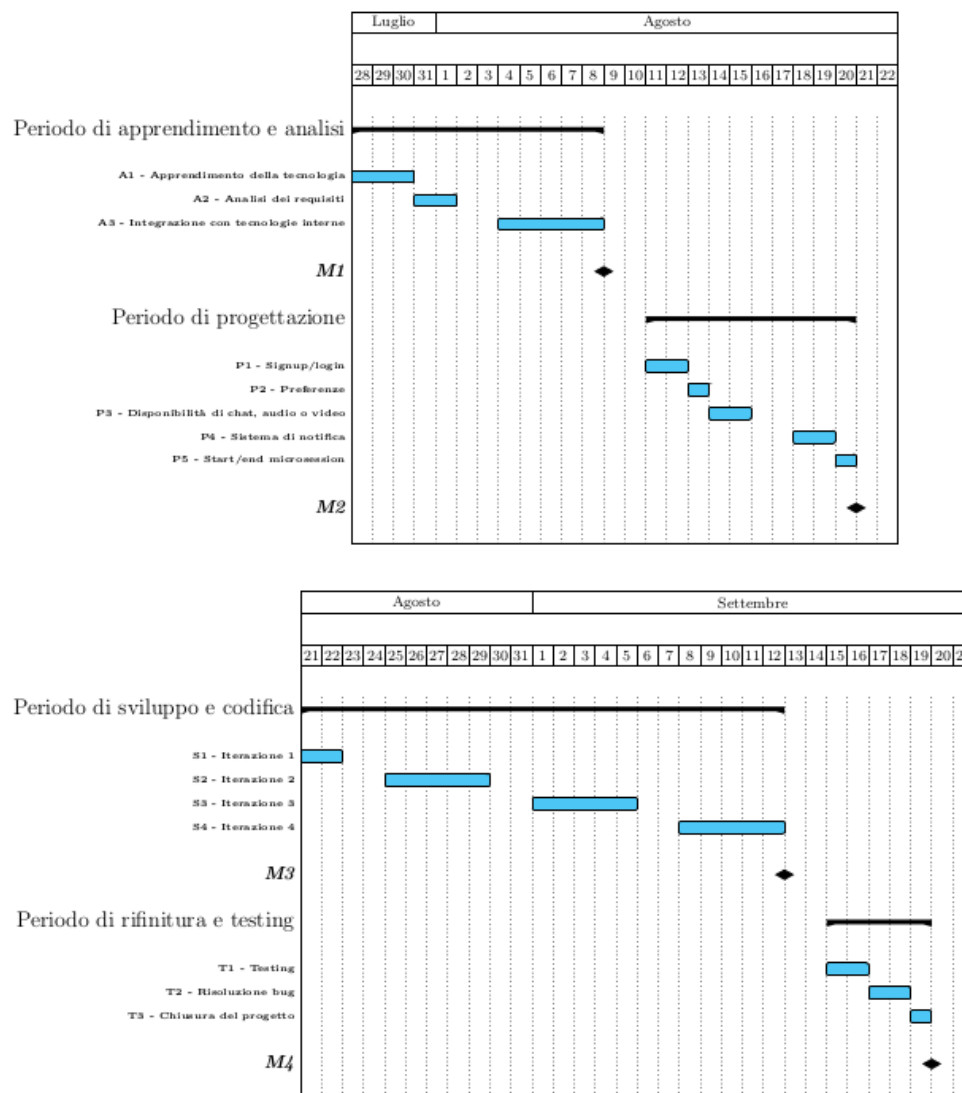 Luglio Agosto
28 29 30 31 1 2 3 4 5 6 7 8 9 10 11 12 13 14 15 16 17 18 19 20 21 22
Periodo di apprendimento e analisi
A1 - Apprendimento della tecnologia
A2 - Analisi dei requisiti
A3 - Integrazione con tecnologie interne
M1
Periodo di progettazione
P1 - Signup/login
P2 - Preferenze
P3 - Disponibilità di chat, audio o video
P4 - Sistema di notifica
P5 - Start/end microsession
M2
Agosto Settembre
21 22 23 24 25 26 27 28 29 30 31 1 2 3 4 5 6 7 8 9 10 11 12 13 14 15 16 17 18 19 20
Periodo di sviluppo e codifica
S1 - Iterazione 1
S2 - Iterazione 2
S3 - Iterazione 3
S4 - Iterazione 4
M3
Periodo di rifinitura e testing
T1 - Testing
T2 - Risoluzione bug
T3 - Chiusura del progetto
M4